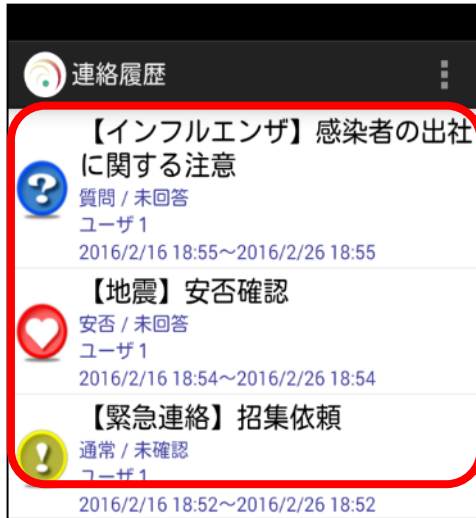 連絡履歴
【インフルエンザ】感染者の出社
に関する注意
質問 / 未回答
ユーザ1
2016/2/16 18:55～2016/2/26 18:55
【地震】安否確認
安否 / 未回答
ユーザ1
2016/2/16 18:54～2016/2/26 18:54
【緊急連絡】招集依頼
通常 / 未確認
ユーザ1
2016/2/16 18:52～2016/2/26 18:52